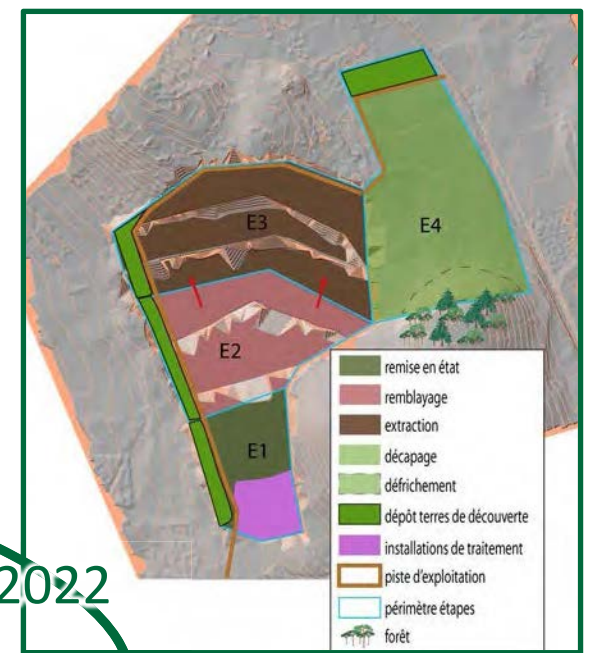 E3
E4
E2
E1
remise en état
remblayage
extraction
décapage
défrichement
dépôt terres de découverte
installations de traitement
piste d'exploitation
périmètre étapes
forêt
2022